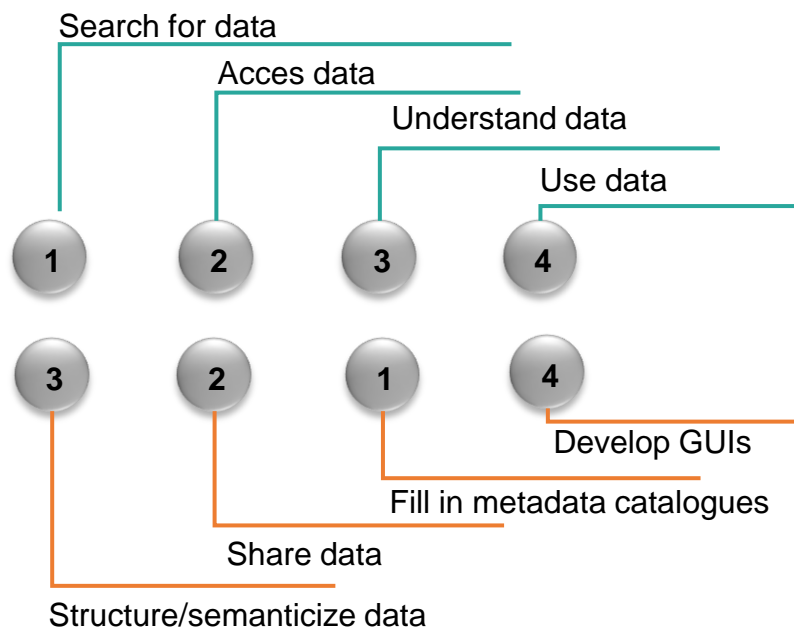 Search for data
Acces data
Understand data
Use data
1 2 3 4
3 2 1 4
Develop GUIs
Fill in metadata catalogues
Share data
Structure/semanticize data